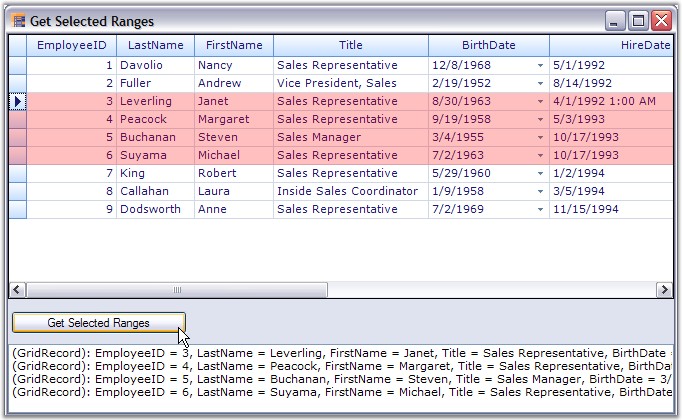 Get Selected Ranges
EmployeeID LastName FirstName Title BirthDate HireDate
1 Davolio Nancy Sales Representative 12/8/1968 5/1/1992
2 Fuller Andrew Vice President, Sales 2/19/1952 8/14/1992
3 Leverling Janet Sales Representative 8/30/1963 4/1/1992 1:00 AM
4 Peacock Margaret Sales Representative 9/19/1958 5/3/1993
5 Buchanan Steven Sales Manager 3/4/1955 10/17/1993
6 Suyama Michael Sales Representative 7/2/1963 10/17/1993
7 King Robert Sales Representative 5/29/1960 1/2/1994
8 Callahan Laura Inside Sales Coordinator 1/9/1958 3/5/1994
9 Dodsworth Anne Sales Representative 7/2/1969 11/15/1994
Get Selected Ranges
(GridRecord): EmployeeID = 3, LastName = Leverling, FirstName = Janet, Title = Sales Representative, BirthDate =
(GridRecord): EmployeeID = 4, LastName = Peacock, FirstName = Margaret, Title = Sales Representative, BirthDate
(GridRecord): EmployeeID = 5, LastName = Buchanan, FirstName = Steven, Title = Sales Manager, BirthDate = 3/
(GridRecord): EmployeeID = 6, LastName = Suyama, FirstName = Michael, Title = Sales Representative, BirthDate